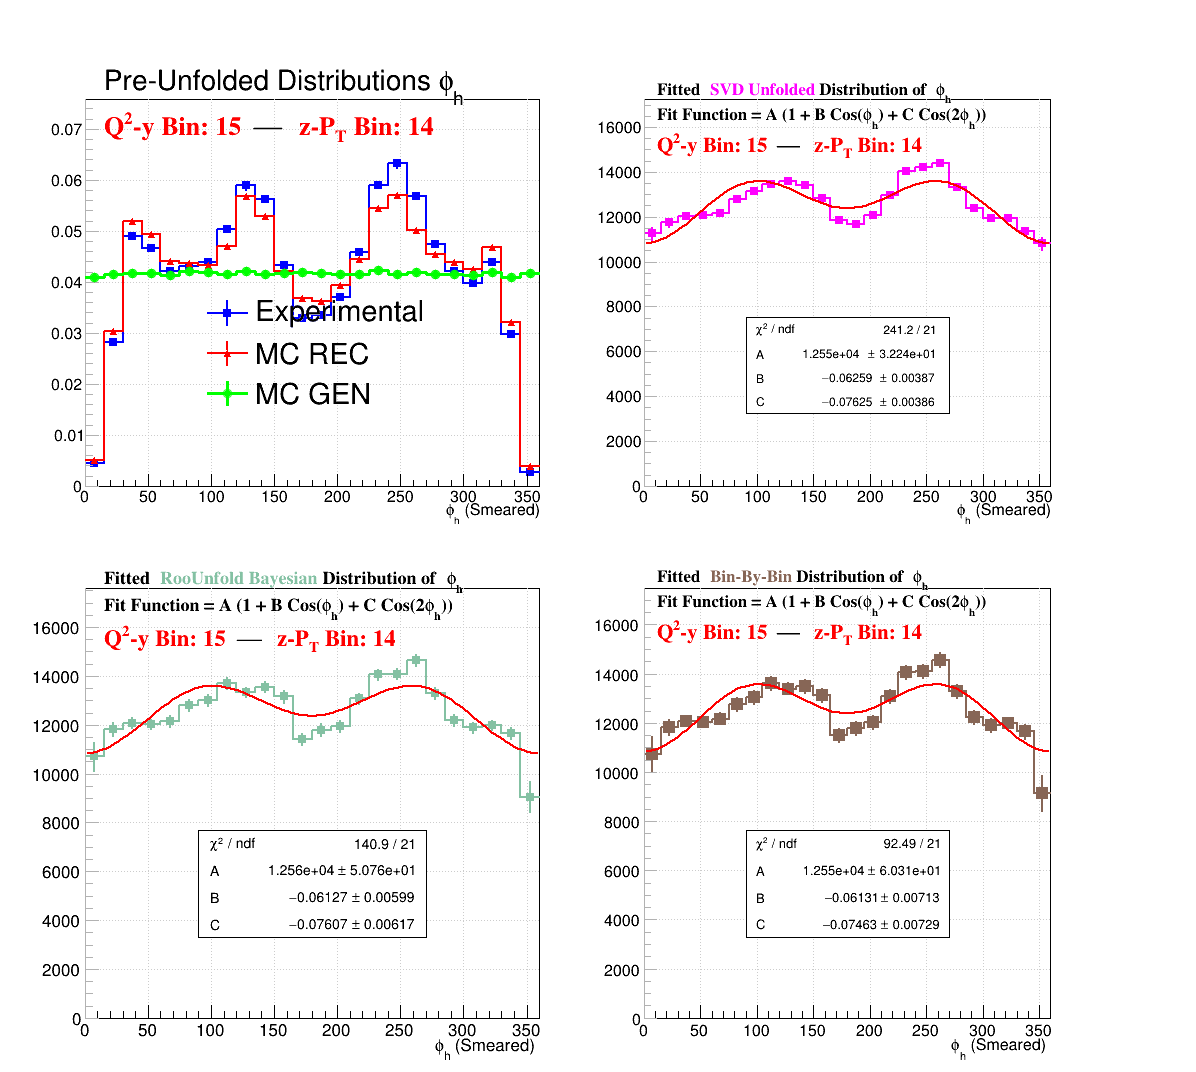 Pre-Unfolded Distributions ϕh
Q2-y Bin: 15 — z-PT Bin: 14
0.07
0.06
0.05
0.04
0.03
0.02
0.01
0
Experimental
MC REC
MC GEN
0 50 100 150 200 250 300 350
ϕh (Smeared)
Fitted SVD Unfolded Distribution of ϕh
Fit Function = A (1 + B Cos(ϕh) + C Cos(2ϕh))
Q2-y Bin: 15 — z-PT Bin: 14
16000
14000
12000
10000
8000
6000
4000
2000
0
χ2 / ndf 241.2 / 21
A 1.255e+04 ± 3.224e+01
B −0.06259 ± 0.00387
C −0.07625 ± 0.00386
0 50 100 150 200 250 300 350
ϕh (Smeared)
Fitted RooUnfold Bayesian Distribution of ϕh
Fit Function = A (1 + B Cos(ϕh) + C Cos(2ϕh))
Q2-y Bin: 15 — z-PT Bin: 14
16000
14000
12000
10000
8000
6000
4000
2000
0
χ2 / ndf 140.9 / 21
A 1.256e+04 ± 5.076e+01
B −0.06127 ± 0.00599
C −0.07607 ± 0.00617
0 50 100 150 200 250 300 350
ϕh (Smeared)
Fitted Bin-By-Bin Distribution of ϕh
Fit Function = A (1 + B Cos(ϕh) + C Cos(2ϕh))
Q2-y Bin: 15 — z-PT Bin: 14
16000
14000
12000
10000
8000
6000
4000
2000
0
χ2 / ndf 92.49 / 21
A 1.255e+04 ± 6.031e+01
B −0.06131 ± 0.00713
C −0.07463 ± 0.00729
0 50 100 150 200 250 300 350
ϕh (Smeared)